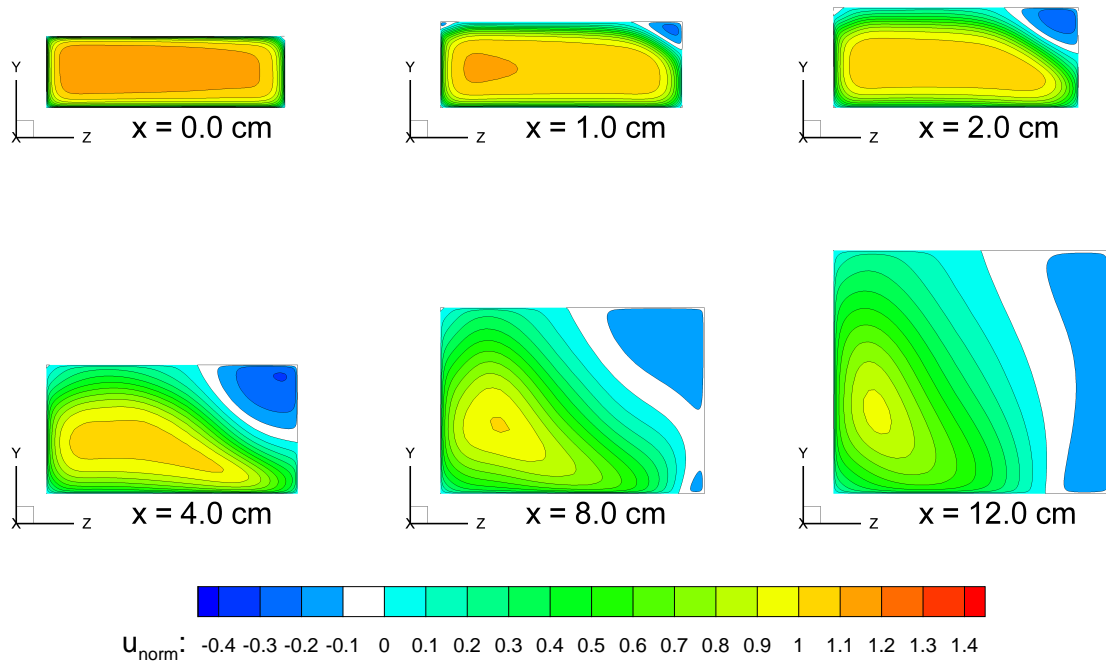 Y
X
Z
x = 0.0 cm
Y
X
Z
x = 1.0 cm
Y
X
Z
x = 2.0 cm
Y
X
Z
x = 4.0 cm
Y
X
Z
x = 8.0 cm
Y
X
Z
x = 12.0 cm
u_norm: -0.4 -0.3 -0.2 -0.1 0 0.1 0.2 0.3 0.4 0.5 0.6 0.7 0.8 0.9 1 1.1 1.2 1.3 1.4